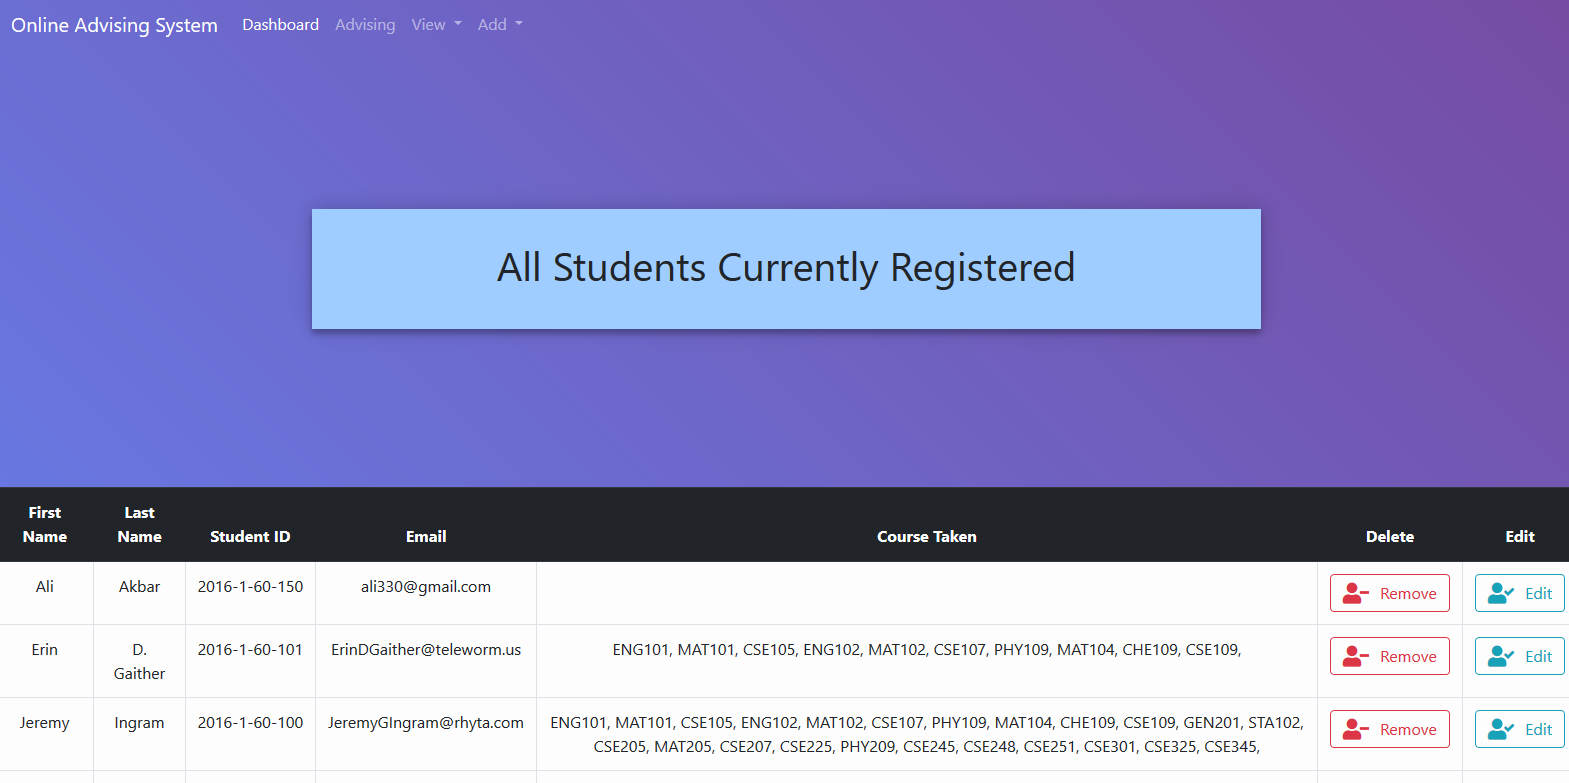 Online Advising System Dashboard Advising View Add
All Students Currently Registered
First Name Last Name Student ID Email Course Taken Delete Edit
Ali Akbar 2016-1-60-150 ali330@gmail.com Remove Edit
Erin D. Gaither 2016-1-60-101 ErinDGaither@teleworm.us ENG101, MAT101, CSE105, ENG102, MAT102, CSE107, PHY109, MAT104, CHE109, CSE109, Remove Edit
Jeremy Ingram 2016-1-60-100 JeremyGIngram@rhyta.com ENG101, MAT101, CSE105, ENG102, MAT102, CSE107, PHY109, MAT104, CHE109, CSE109, GEN201, STA102, Remove Edit
CSE205, MAT205, CSE207, CSE225, PHY209, CSE245, CSE248, CSE251, CSE301, CSE325, CSE345,